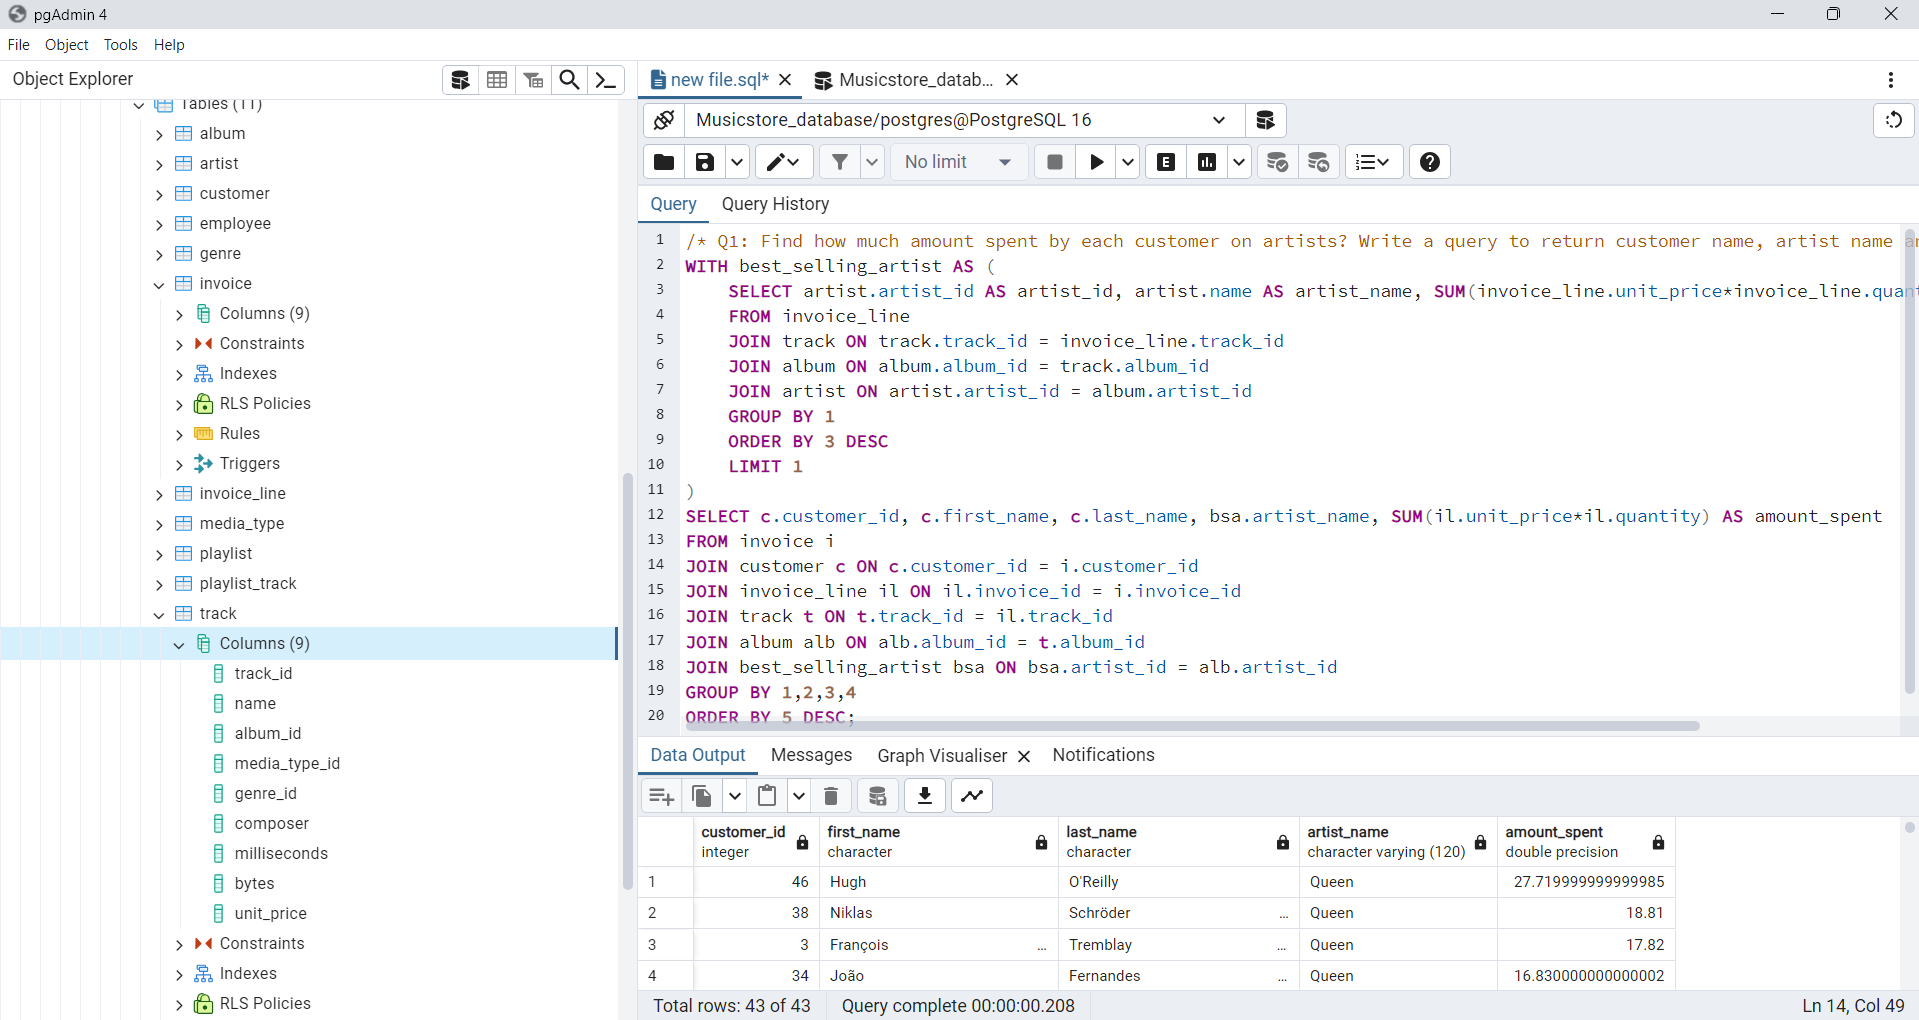 pgAdmin 4
File Object Tools Help
Object Explorer
new file.sql*
Musicstore_datab...
Tables (11)
album
artist
customer
employee
genre
invoice
Columns (9)
Constraints
Indexes
RLS Policies
Rules
Triggers
invoice_line
media_type
playlist
playlist_track
track
Columns (9)
track_id
name
album_id
media_type_id
genre_id
composer
milliseconds
bytes
unit_price
Constraints
Indexes
RLS Policies
Musicstore_database/postgres@PostgreSQL 16
No limit
E
Query Query History
1 /* Q1: Find how much amount spent by each customer on artists? Write a query to return customer name, artist name
2 WITH best_selling_artist AS (
3 SELECT artist.artist_id AS artist_id, artist.name AS artist_name, SUM(invoice_line.unit_price*invoice_line.quant
4 FROM invoice_line
5 JOIN track ON track.track_id = invoice_line.track_id
6 JOIN album ON album.album_id = track.album_id
7 JOIN artist ON artist.artist_id = album.artist_id
8 GROUP BY 1
9 ORDER BY 3 DESC
10 LIMIT 1
11 )
12 SELECT c.customer_id, c.first_name, c.last_name, bsa.artist_name, SUM(il.unit_price*il.quantity) AS amount_spent
13 FROM invoice i
14 JOIN customer c ON c.customer_id = i.customer_id
15 JOIN invoice_line il ON il.invoice_id = i.invoice_id
16 JOIN track t ON t.track_id = il.track_id
17 JOIN album alb ON alb.album_id = t.album_id
18 JOIN best_selling_artist bsa ON bsa.artist_id = alb.artist_id
19 GROUP BY 1,2,3,4
20 ORDER BY 5 DESC;
Data Output Messages Graph Visualiser Notifications
customer_id first_name last_name artist_name amount_spent
integer character character character varying (120) double precision
1 46 Hugh O'Reilly Queen 27.719999999999985
2 38 Niklas Schröder ... Queen 18.81
3 3 François ... Tremblay ... Queen 17.82
4 34 João Fernandes ... Queen 16.830000000000002
Total rows: 43 of 43 Query complete 00:00:00.208 Ln 14, Col 49